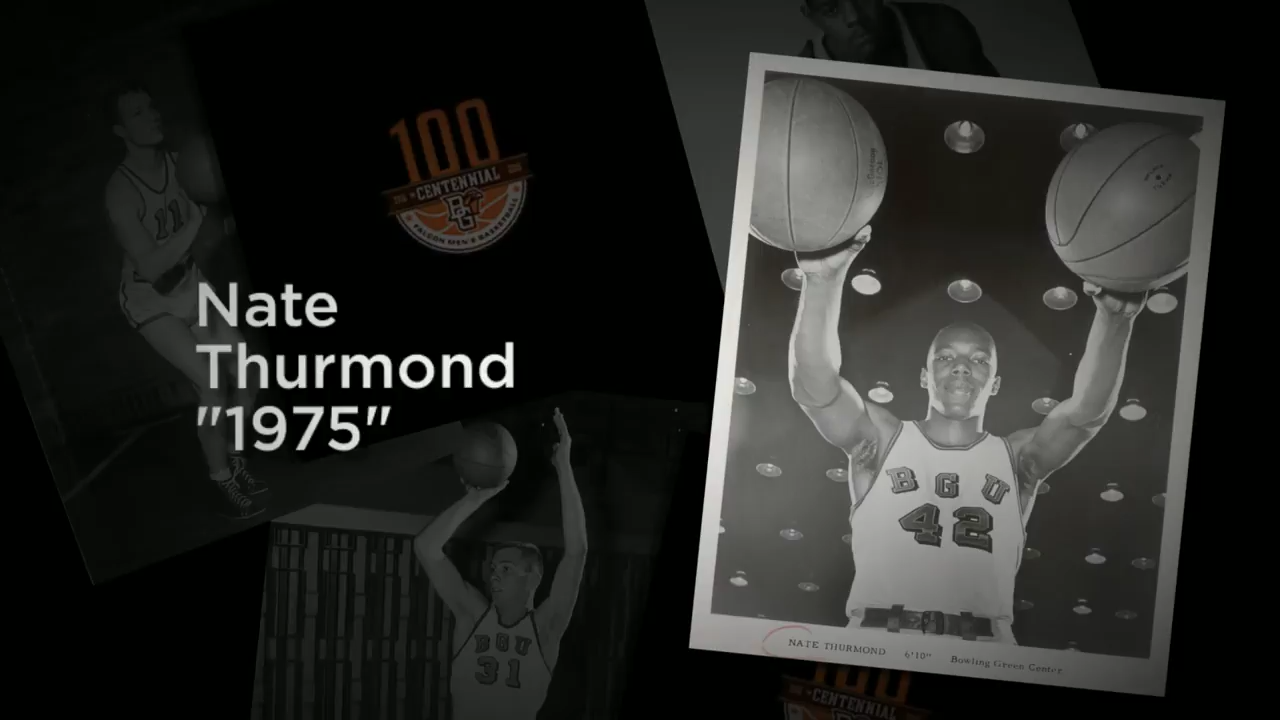 100
CENTENNIAL
BG
FALCON MEN'S BASKETBALL
11
Nate
Thurmond
"1975"
BGU
31
BGU
42
NATE THURMOND 6'10" Bowling Green Center
100
CENTENNIAL